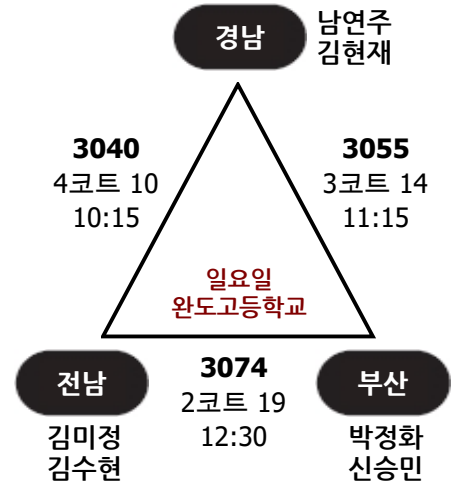 경남
남연주
김현재
3040
4코트 10
10:15
3055
3코트 14
11:15
일요일
완도고등학교
전남
김미정
김수현
3074
2코트 19
12:30
부산
박정화
신승민